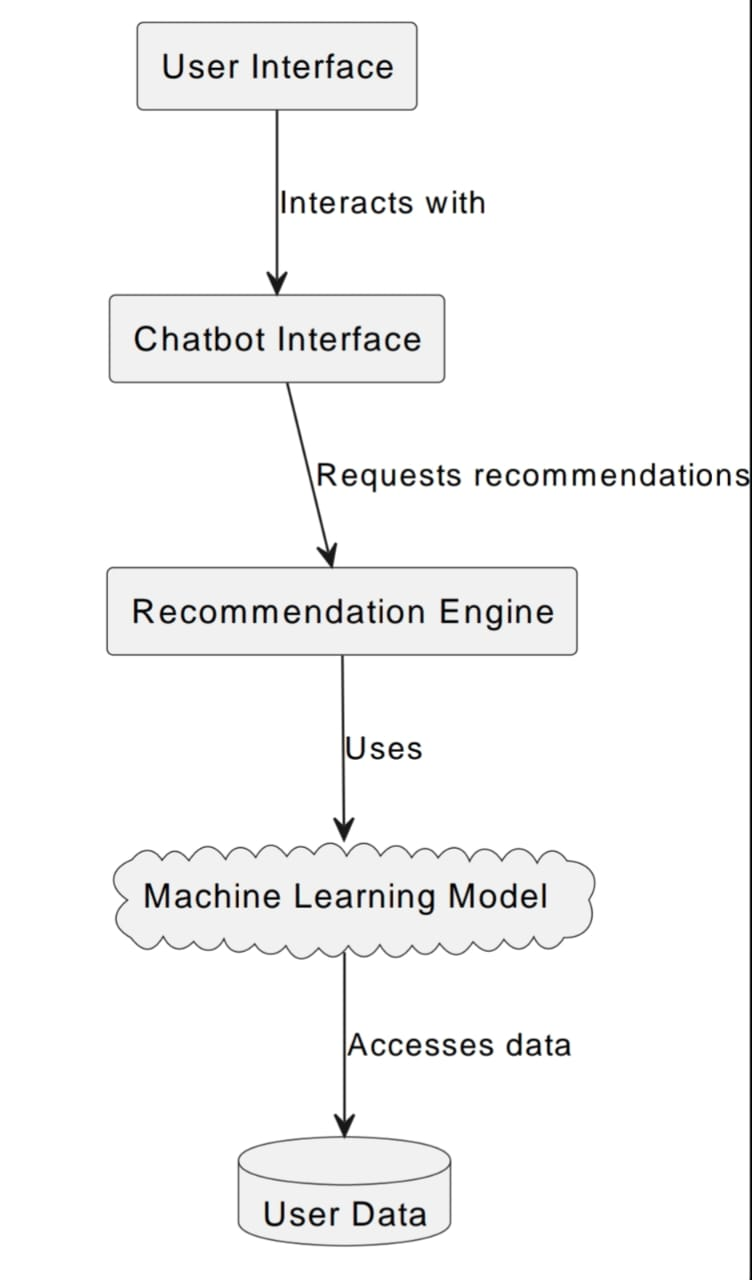 User Interface
Interacts with
Chatbot Interface
Requests recommendations
Recommendation Engine
Uses
Machine Learning Model
Accesses data
User Data